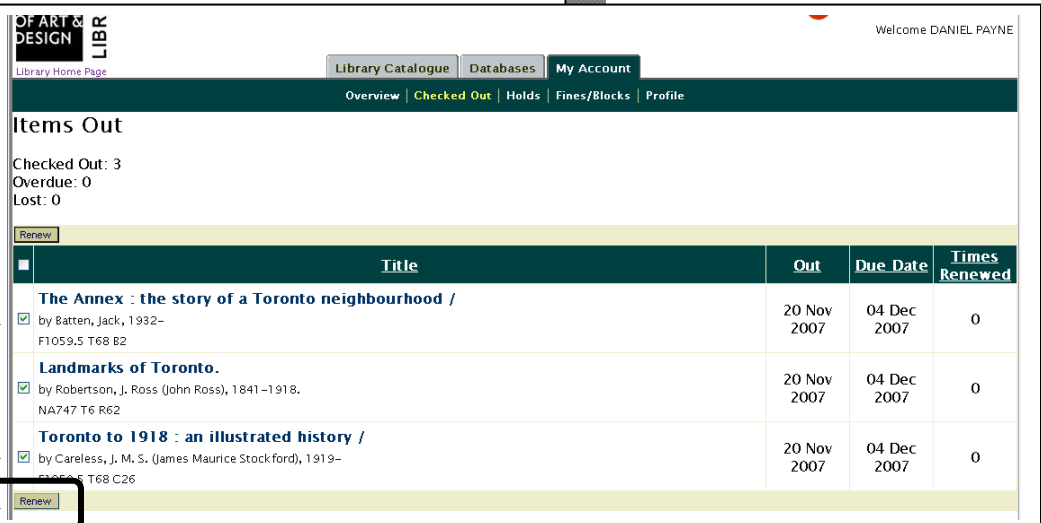 OF ART &
DESIGN
LIBR
Welcome DANIEL PAYNE
Library Home Page
Library Catalogue Databases My Account
Overview | Checked Out | Holds | Fines/Blocks | Profile
Items Out
Checked Out: 3
Overdue: 0
Lost: 0
Renew
Title Out Due Date Times Renewed
The Annex : the story of a Toronto neighbourhood /
by Batten, Jack, 1932-
F1059.5 T68 B2
20 Nov 2007 04 Dec 2007 0
Landmarks of Toronto.
by Robertson, J. Ross (John Ross), 1841-1918.
NA747 T6 R62
20 Nov 2007 04 Dec 2007 0
Toronto to 1918 : an illustrated history /
by Careless, J. M. S. (James Maurice Stockford), 1919-
F1059.5 T68 C26
20 Nov 2007 04 Dec 2007 0
Renew